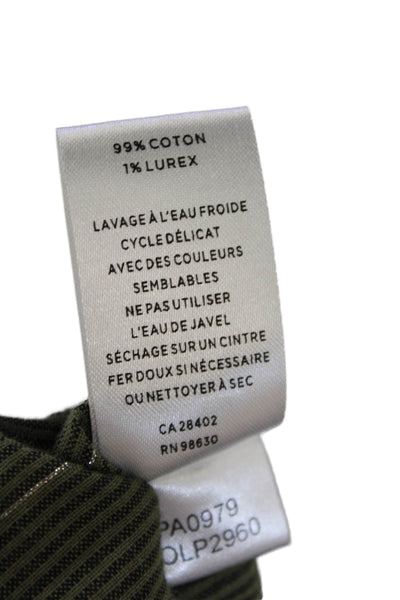 99% COTON
1% LUREX
LAVAGE À L'EAU FROIDE
CYCLE DÉLICAT
AVEC DES COULEURS
SEMBLABLES
NE PAS UTILISER
L'EAU DE JAVEL
SÉCHAGE SUR UN CINTRE
FER DOUX SI NÉCESSAIRE
OU NETTOYER À SEC
CA 28402
RN 98630
PA0979
OLP2960